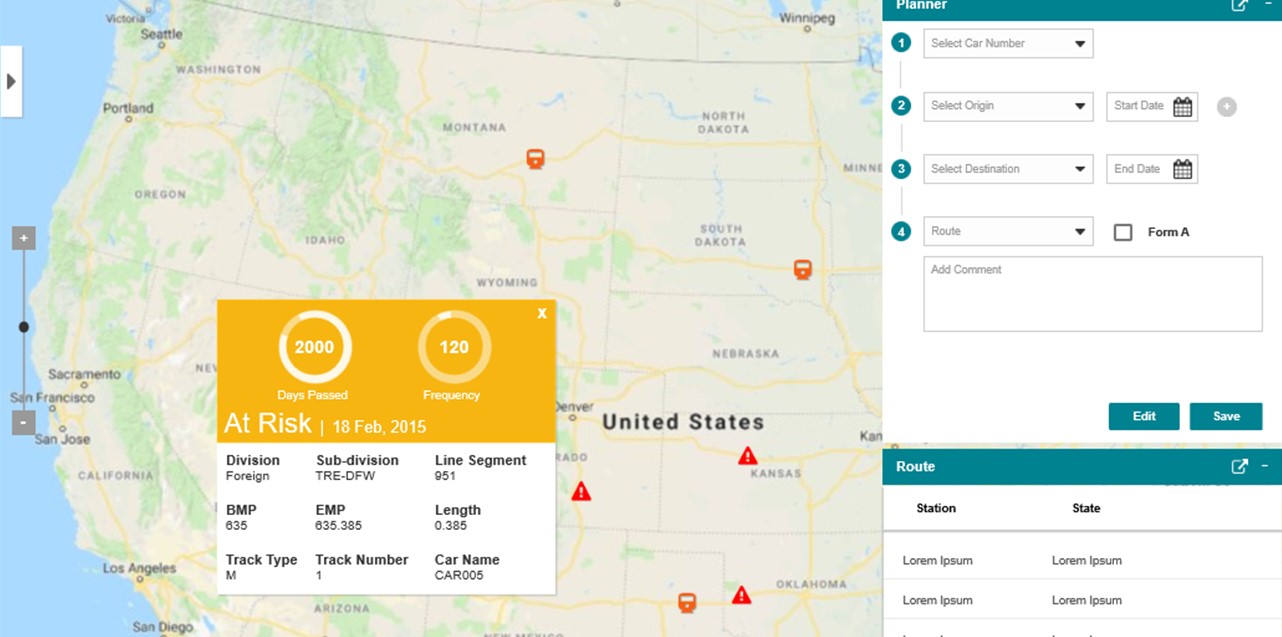 Victoria
Seattle
WASHINGTON
Portland
OREGON
IDAHO
MONTANA
NORTH
DAKOTA
SOUTH
DAKOTA
WYOMING
NEBRASKA
Winnipeg
MINNE
+
-
Sacramento
San Francisco
San Jose
CALIFORNIA
Los Angeles
San Diego
NEV
ARIZONA
NEW MEXICO
Denver
RADO
United States
KANSAS
Kan
OKLAHOMA
X
2000
Days Passed
120
Frequency
At Risk | 18 Feb, 2015
Division Sub-division Line Segment
Foreign TRE-DFW 951
BMP EMP Length
635 635.385 0.385
Track Type Track Number Car Name
M 1 CAR005
Planner -
1 Select Car Number
2 Select Origin Start Date +
3 Select Destination End Date
4 Route Form A
Add Comment
Edit Save
Route -
Station State
Lorem Ipsum Lorem Ipsum
Lorem Ipsum Lorem Ipsum